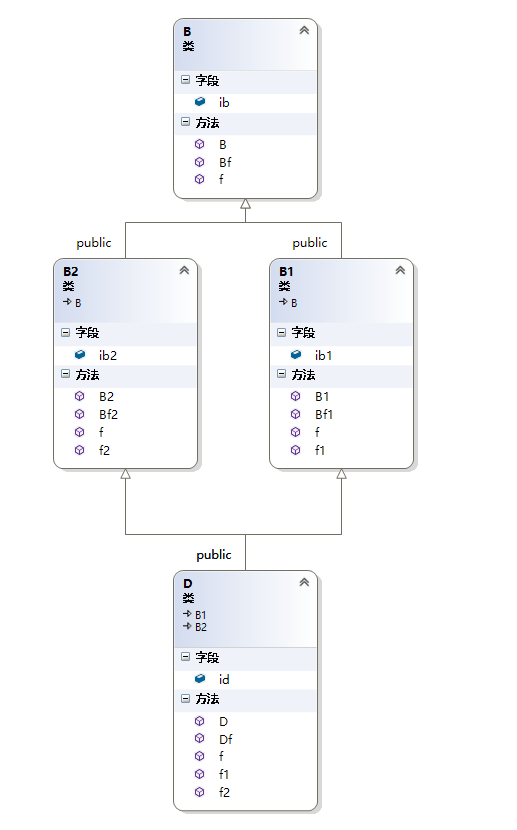 B
类
字段
ib
方法
B
Bf
f
public
public
B2
类
B
字段
ib2
方法
B2
Bf2
f
f2
B1
类
B
字段
ib1
方法
B1
Bf1
f
f1
public
D
类
B1
B2
字段
id
方法
D
Df
f
f1
f2